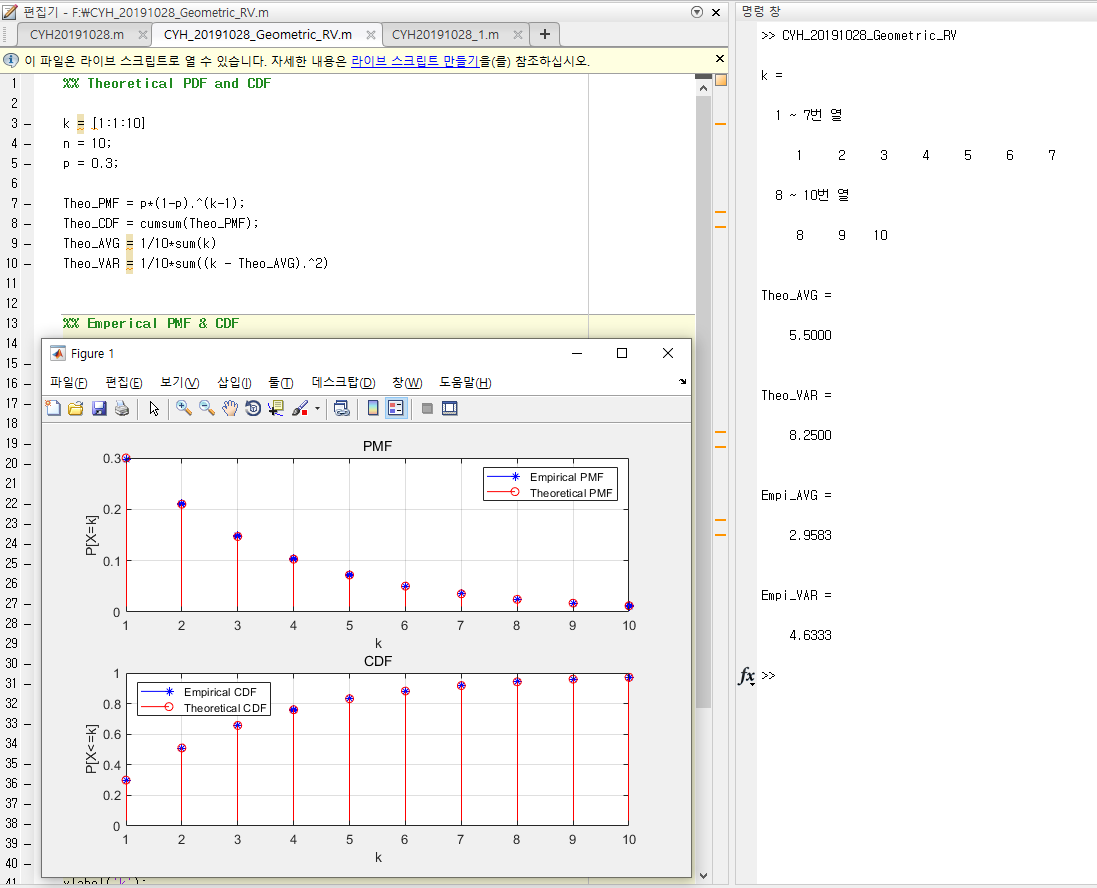 편집기 - F:\CYH_20191028_Geometric_RV.m
CYH20191028.m × CYH_20191028_Geometric_RV.m × CYH20191028_1.m × +
이 파일은 라이브 스크립트로 열 수 있습니다. 자세한 내용은 라이브 스크립트 만들기을(를) 참조하십시오.
1 %% Theoretical PDF and CDF
2
3 – k = [1:1:10]
4 – n = 10;
5 – p = 0.3;
6
7 – Theo_PMF = p*(1-p).^(k-1);
8 – Theo_CDF = cumsum(Theo_PMF);
9 – Theo_AVG = 1/10*sum(k)
10 – Theo_VAR = 1/10*sum((k - Theo_AVG).^2)
11
12
13 %% Emperical PMF & CDF
14
15 –
16 –
17 –
18
19 –
20 –
21
22 –
23 –
24 –
25 –
26 –
27 –
28
29
30 –
31 –
32 –
33 –
34 –
35 –
36 –
37 –
38 –
39 –
40 –
41 xlabel('k');
Figure 1
파일(F) 편집(E) 보기(V) 삽입(I) 툴(T) 데스크탑(D) 창(W) 도움말(H)
PMF
0.3
0.2
0.1
0
P[X=k]
Empirical PMF
Theoretical PMF
1 2 3 4 5 6 7 8 9 10
k
CDF
1
0.8
0.6
0.4
0.2
0
P[X<=k]
Empirical CDF
Theoretical CDF
1 2 3 4 5 6 7 8 9 10
k
명령 창
>> CYH_20191028_Geometric_RV
k =
1 ~ 7번 열
1 2 3 4 5 6 7
8 ~ 10번 열
8 9 10
Theo_AVG =
5.5000
Theo_VAR =
8.2500
Empi_AVG =
2.9583
Empi_VAR =
4.6333
fx >>